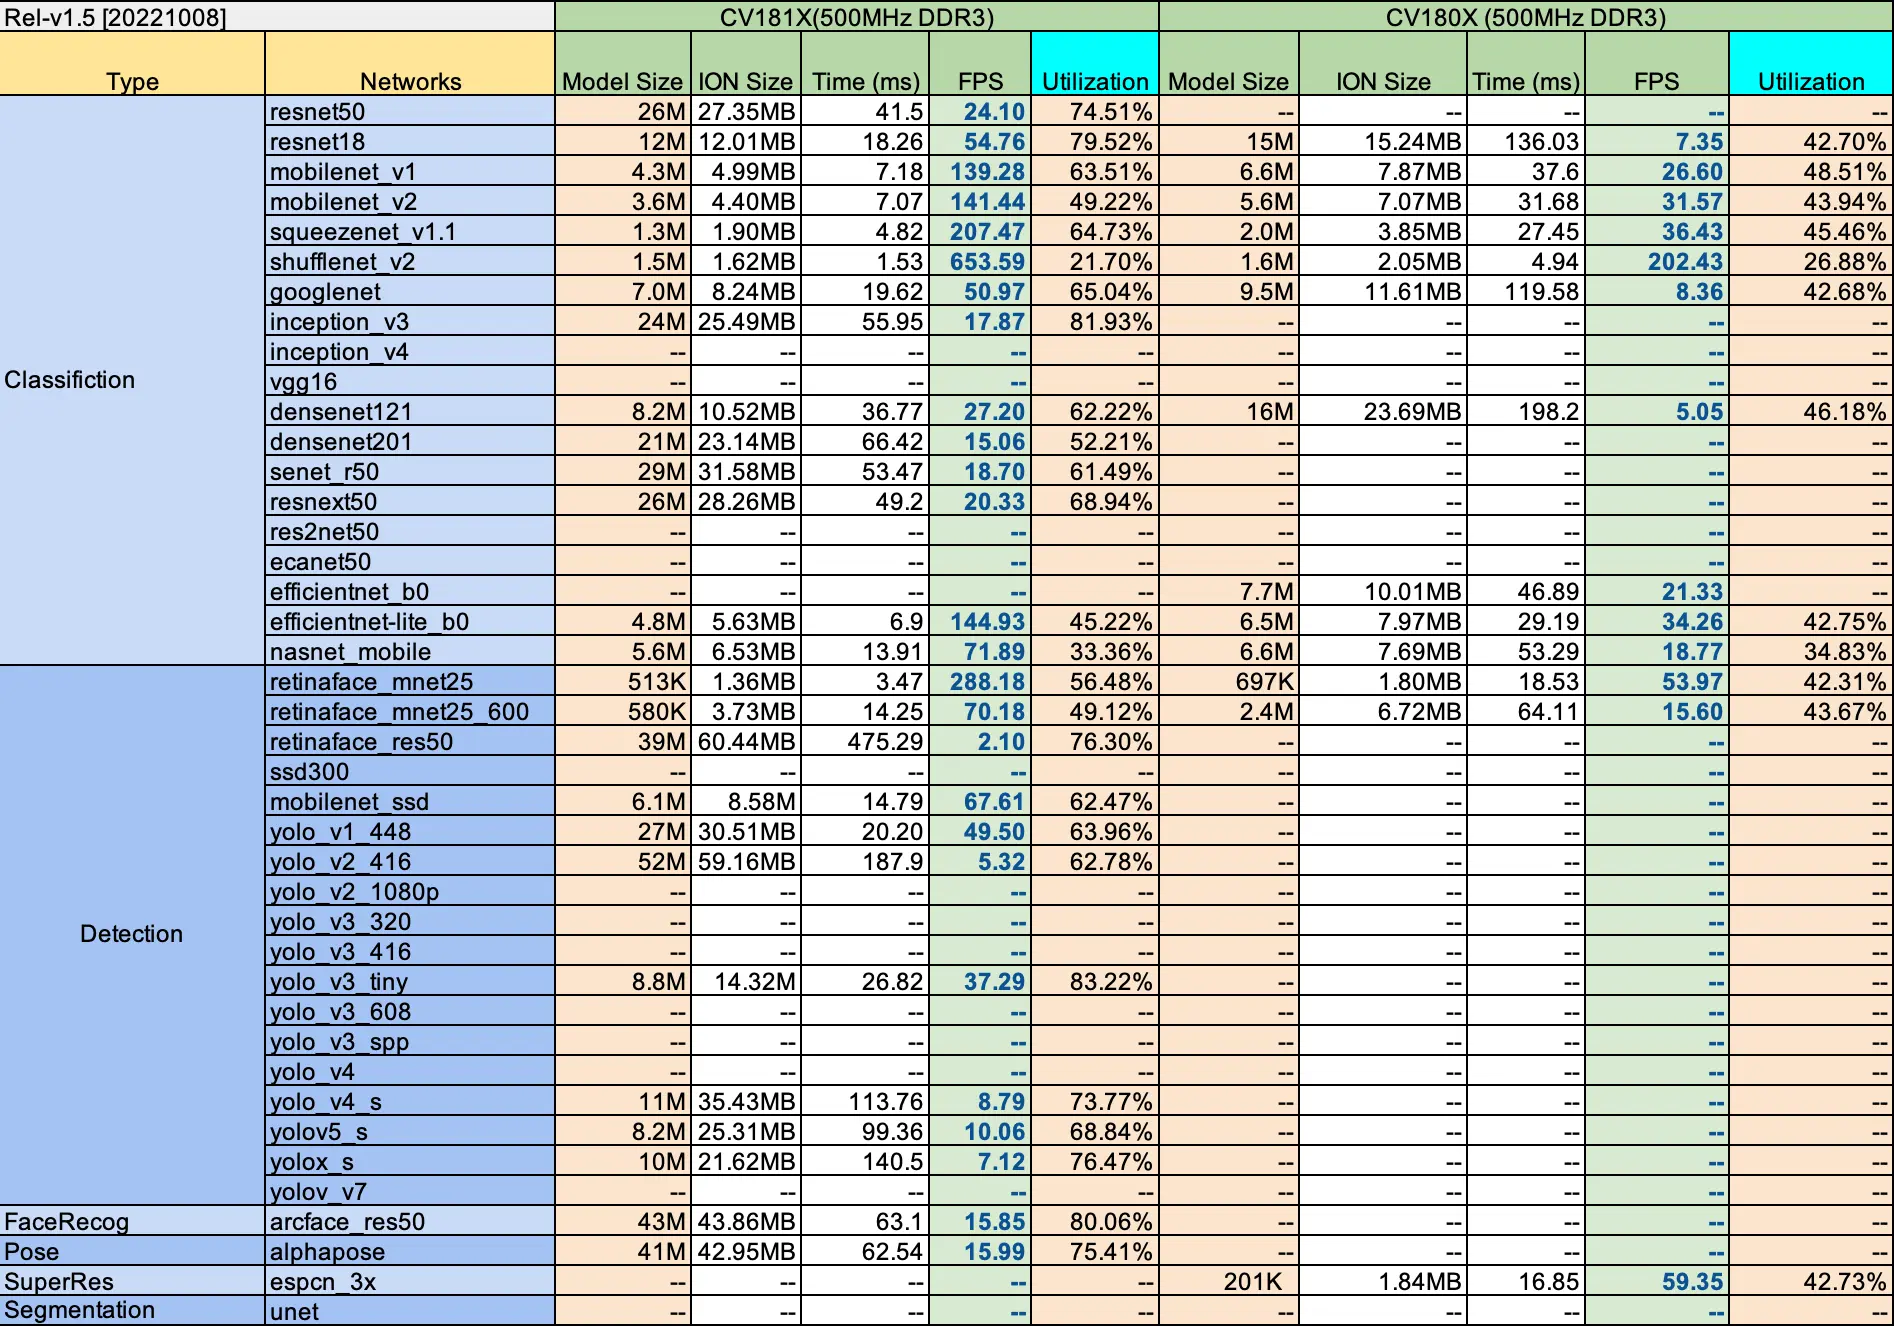 Rel-v1.5 [20221008] CV181X(500MHz DDR3) CV180X (500MHz DDR3)
Type Networks Model Size ION Size Time (ms) FPS Utilization Model Size ION Size Time (ms) FPS Utilization
Classifiction
resnet50 26M 27.35MB 41.5 24.10 74.51% -- -- -- -- --
resnet18 12M 12.01MB 18.26 54.76 79.52% 15M 15.24MB 136.03 7.35 42.70%
mobilenet_v1 4.3M 4.99MB 7.18 139.28 63.51% 6.6M 7.87MB 37.6 26.60 48.51%
mobilenet_v2 3.6M 4.40MB 7.07 141.44 49.22% 5.6M 7.07MB 31.68 31.57 43.94%
squeezenet_v1.1 1.3M 1.90MB 4.82 207.47 64.73% 2.0M 3.85MB 27.45 36.43 45.46%
shufflenet_v2 1.5M 1.62MB 1.53 653.59 21.70% 1.6M 2.05MB 4.94 202.43 26.88%
googlenet 7.0M 8.24MB 19.62 50.97 65.04% 9.5M 11.61MB 119.58 8.36 42.68%
inception_v3 24M 25.49MB 55.95 17.87 81.93% -- -- -- -- --
inception_v4 -- -- -- -- -- -- -- -- -- --
vgg16 -- -- -- -- -- -- -- -- -- --
densenet121 8.2M 10.52MB 36.77 27.20 62.22% 16M 23.69MB 198.2 5.05 46.18%
densenet201 21M 23.14MB 66.42 15.06 52.21% -- -- -- -- --
senet_r50 29M 31.58MB 53.47 18.70 61.49% -- -- -- -- --
resnext50 26M 28.26MB 49.2 20.33 68.94% -- -- -- -- --
res2net50 -- -- -- -- -- -- -- -- -- --
ecanet50 -- -- -- -- -- -- -- -- -- --
efficientnet_b0 -- -- -- -- -- 7.7M 10.01MB 46.89 21.33 --
efficientnet-lite_b0 4.8M 5.63MB 6.9 144.93 45.22% 6.5M 7.97MB 29.19 34.26 42.75%
nasnet_mobile 5.6M 6.53MB 13.91 71.89 33.36% 6.6M 7.69MB 53.29 18.77 34.83%
Detection
retinaface_mnet25 513K 1.36MB 3.47 288.18 56.48% 697K 1.80MB 18.53 53.97 42.31%
retinaface_mnet25_600 580K 3.73MB 14.25 70.18 49.12% 2.4M 6.72MB 64.11 15.60 43.67%
retinaface_res50 39M 60.44MB 475.29 2.10 76.30% -- -- -- -- --
ssd300 -- -- -- -- -- -- -- -- -- --
mobilenet_ssd 6.1M 8.58M 14.79 67.61 62.47% -- -- -- -- --
yolo_v1_448 27M 30.51MB 20.20 49.50 63.96% -- -- -- -- --
yolo_v2_416 52M 59.16MB 187.9 5.32 62.78% -- -- -- -- --
yolo_v2_1080p -- -- -- -- -- -- -- -- -- --
yolo_v3_320 -- -- -- -- -- -- -- -- -- --
yolo_v3_416 -- -- -- -- -- -- -- -- -- --
yolo_v3_tiny 8.8M 14.32M 26.82 37.29 83.22% -- -- -- -- --
yolo_v3_608 -- -- -- -- -- -- -- -- -- --
yolo_v3_spp -- -- -- -- -- -- -- -- -- --
yolo_v4 -- -- -- -- -- -- -- -- -- --
yolo_v4_s 11M 35.43MB 113.76 8.79 73.77% -- -- -- -- --
yolov5_s 8.2M 25.31MB 99.36 10.06 68.84% -- -- -- -- --
yolox_s 10M 21.62MB 140.5 7.12 76.47% -- -- -- -- --
yolov_v7 -- -- -- -- -- -- -- -- -- --
FaceRecog arcface_res50 43M 43.86MB 63.1 15.85 80.06% -- -- -- -- --
Pose alphapose 41M 42.95MB 62.54 15.99 75.41% -- -- -- -- --
SuperRes espcn_3x -- -- -- -- -- 201K 1.84MB 16.85 59.35 42.73%
Segmentation unet -- -- -- -- -- -- -- -- -- --